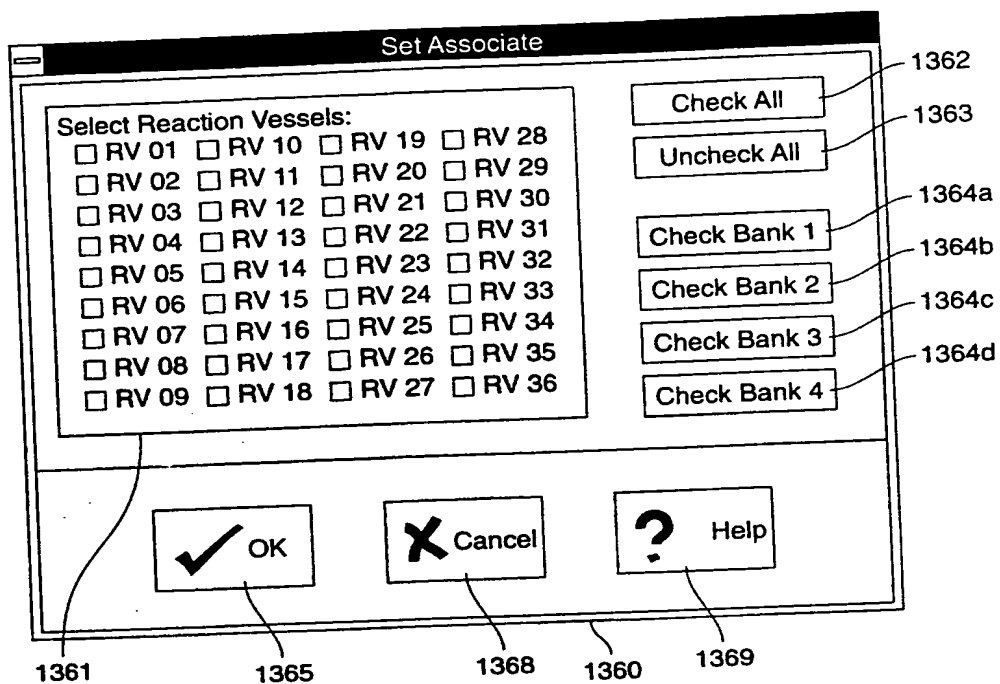 Set Associate
Select Reaction Vessels:
RV 01 RV 10 RV 19 RV 28
RV 02 RV 11 RV 20 RV 29
RV 03 RV 12 RV 21 RV 30
RV 04 RV 13 RV 22 RV 31
RV 05 RV 14 RV 23 RV 32
RV 06 RV 15 RV 24 RV 33
RV 07 RV 16 RV 25 RV 34
RV 08 RV 17 RV 26 RV 35
RV 09 RV 18 RV 27 RV 36
Check All
1362
Uncheck All
1363
Check Bank 1
1364a
Check Bank 2
1364b
Check Bank 3
1364c
Check Bank 4
1364d
OK
Cancel
Help
1361
1365
1368
1360
1369